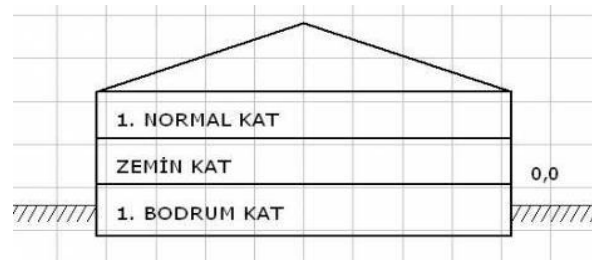 1. NORMAL KAT
ZEMİN KAT
0,0
1. BODRUM KAT